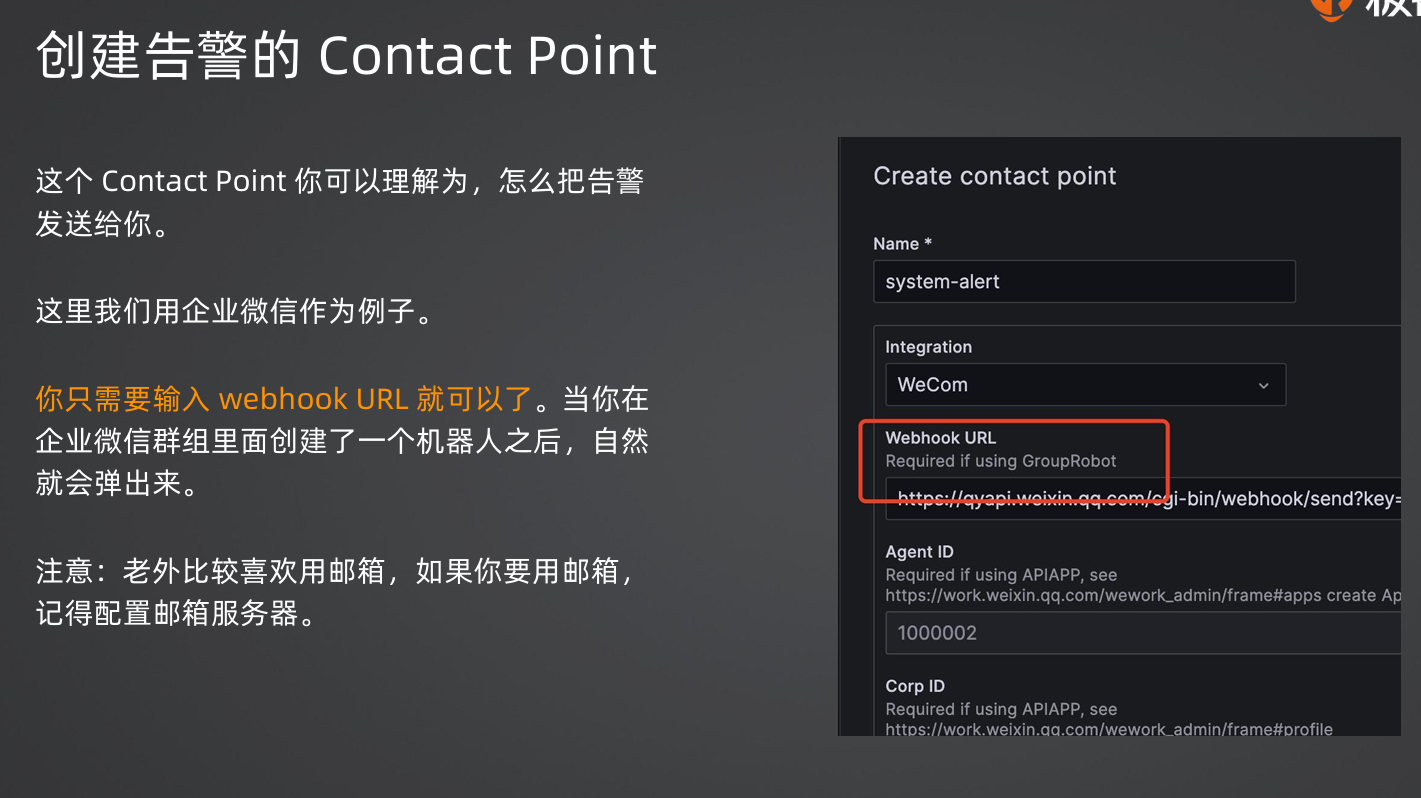 创建告警的 Contact Point
这个 Contact Point 你可以理解为，怎么把告警
发送给你。
这里我们用企业微信作为例子。
你只需要输入 webhook URL 就可以了。当你在
企业微信群组里面创建了一个机器人之后，自然
就会弹出来。
注意：老外比较喜欢用邮箱，如果你要用邮箱，
记得配置邮箱服务器。
Create contact point
Name *
system-alert
Integration
WeCom
Webhook URL
Required if using GroupRobot
https://qyapi.weixin.qq.com/cgi-bin/webhook/send?key=
Agent ID
Required if using APIAPP, see
https://work.weixin.qq.com/wework_admin/frame#apps create Ap
1000002
Corp ID
Required if using APIAPP, see
https://work.weixin.qq.com/wework_admin/frame#profile